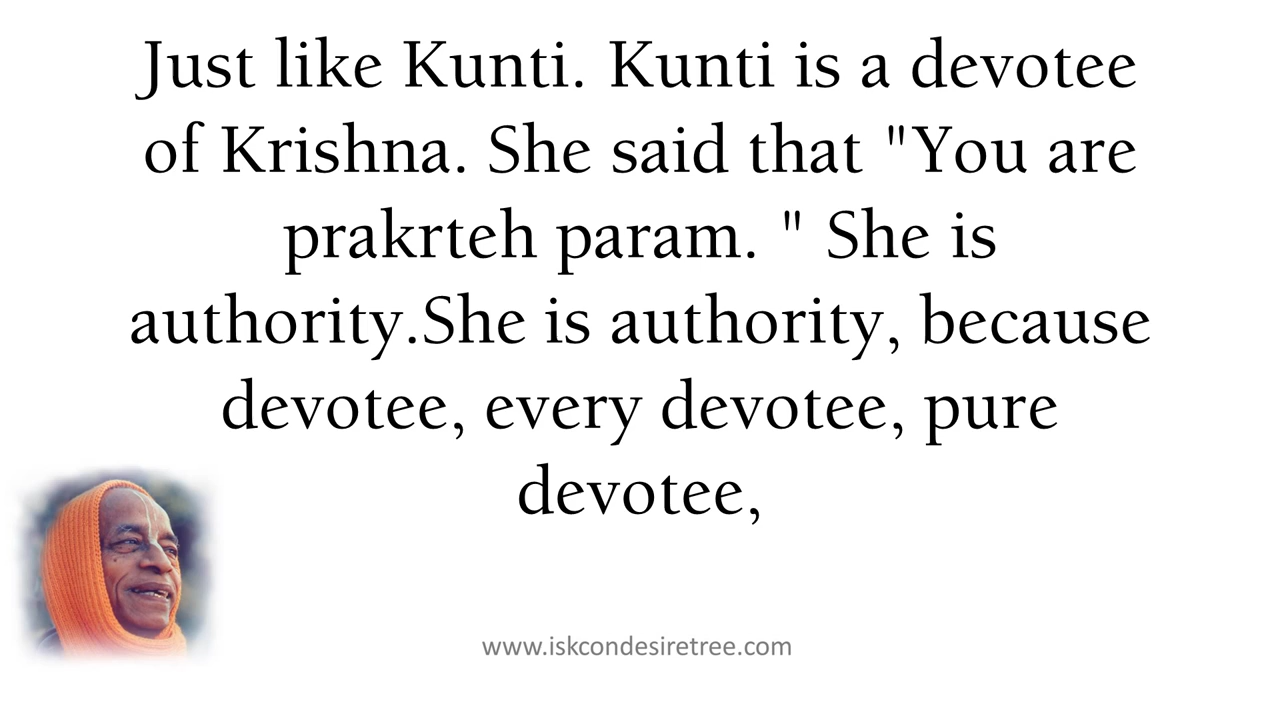 Just like Kunti. Kunti is a devotee
of Krishna. She said that "You are
prakrteh param. " She is
authority.She is authority, because
devotee, every devotee, pure
devotee,
www.iskcondesiretree.com